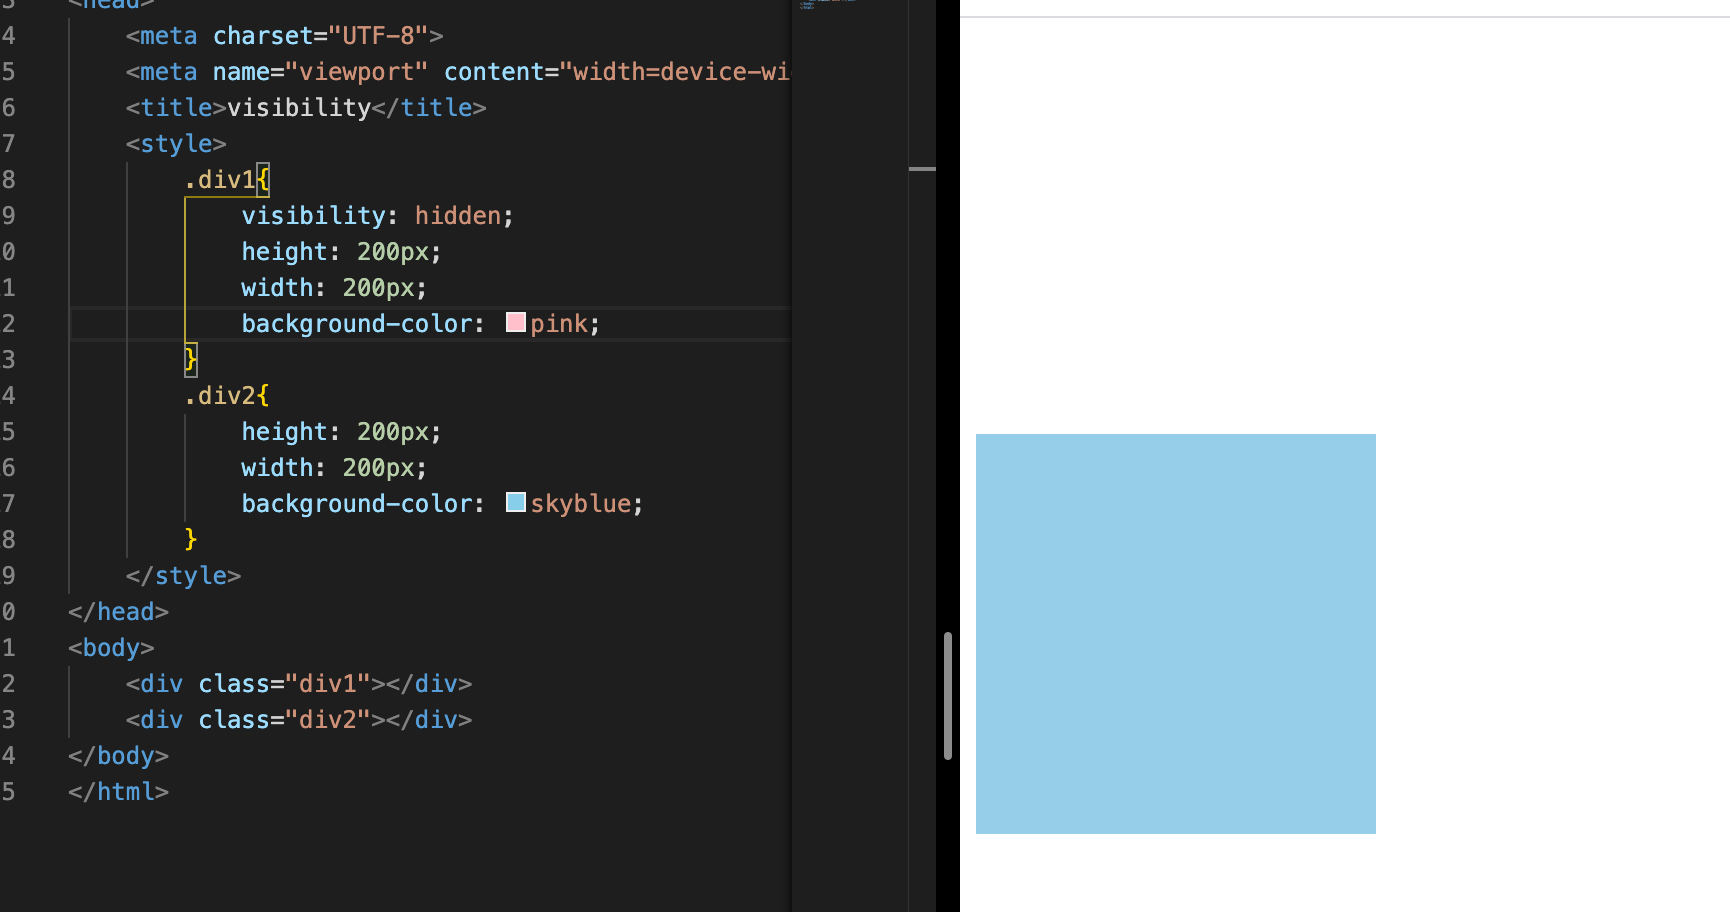 3 <head>
4 <meta charset="UTF-8">
5 <meta name="viewport" content="width=device-wi
6 <title>visibility</title>
7 <style>
8 .div1{
9 visibility: hidden;
0 height: 200px;
1 width: 200px;
2 background-color: pink;
3 }
4 .div2{
5 height: 200px;
6 width: 200px;
7 background-color: skyblue;
8 }
9 </style>
0 </head>
1 <body>
2 <div class="div1"></div>
3 <div class="div2"></div>
4 </body>
5 </html>